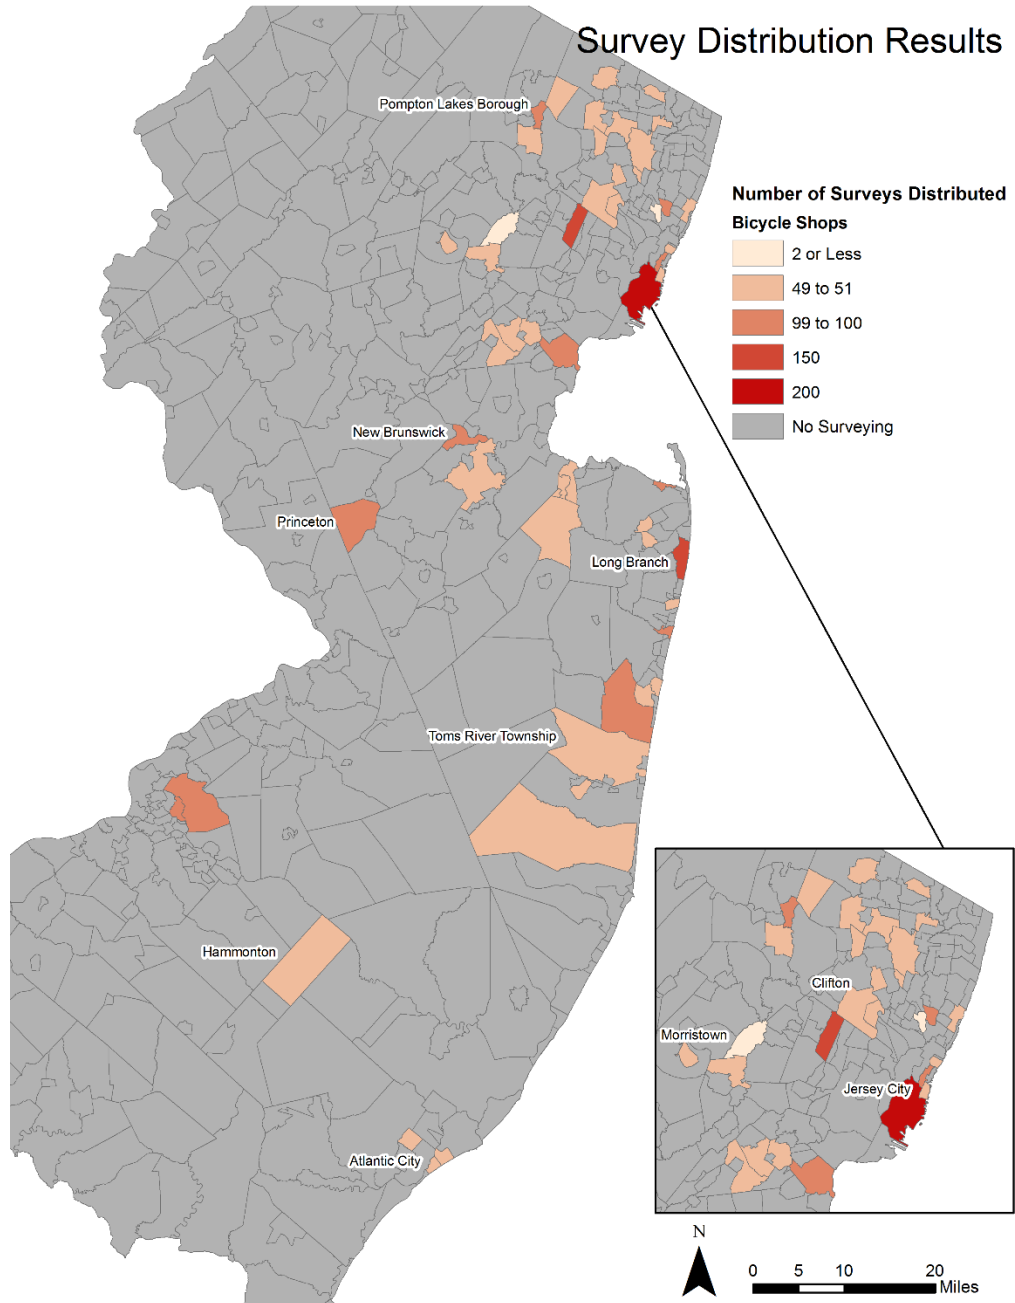 Survey Distribution Results
Pompton Lakes Borough
Number of Surveys Distributed
Bicycle Shops
2 or Less
49 to 51
99 to 100
150
200
No Surveying
New Brunswick
Princeton
Long Branch
Toms River Township
Hammonton
Atlantic City
Clifton
Morristown
Jersey City
N
0 5 10 20
Miles